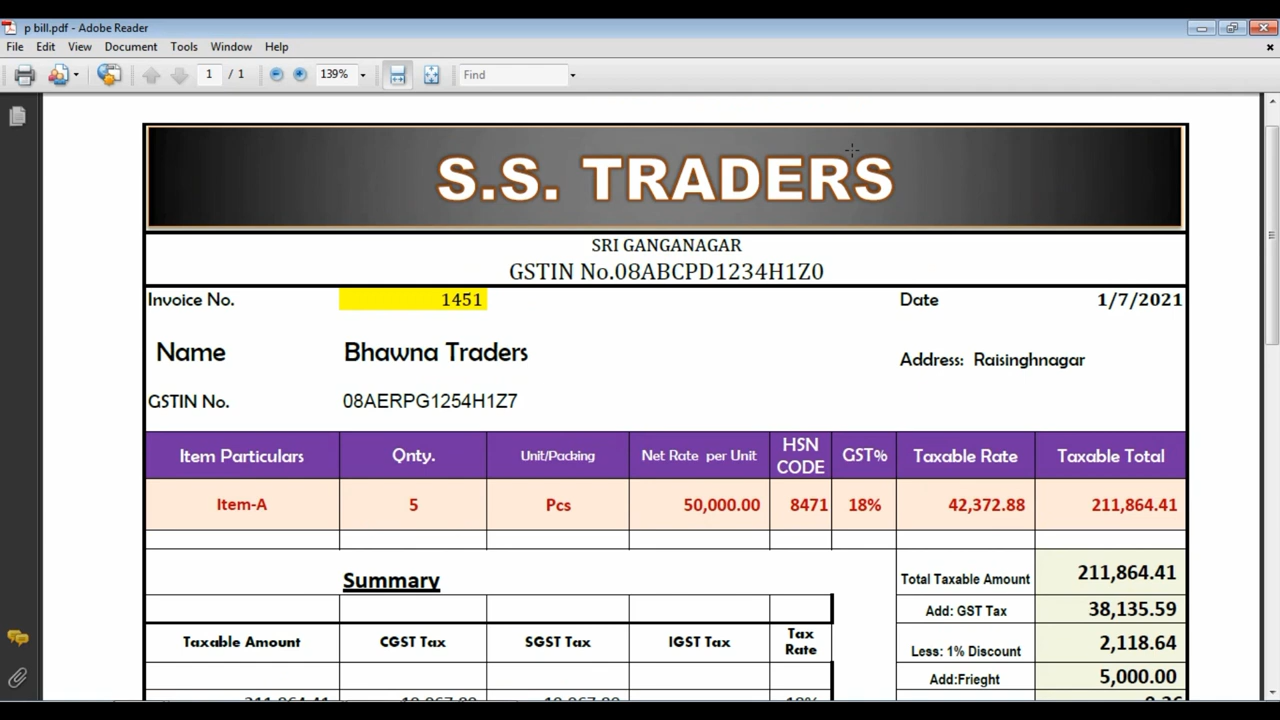 p bill.pdf - Adobe Reader
File Edit View Document Tools Window Help
1 / 1 139% Find
S.S. TRADERS
SRI GANGANAGAR
GSTIN No.08ABCPD1234H1Z0
Invoice No. 1451 Date 1/7/2021
Name Bhawna Traders Address: Raisinghnagar
GSTIN No. 08AERPG1254H1Z7
Item Particulars Qnty. Unit/Packing Net Rate per Unit HSN CODE GST% Taxable Rate Taxable Total
Item-A 5 Pcs 50,000.00 8471 18% 42,372.88 211,864.41
Summary Total Taxable Amount 211,864.41
Add: GST Tax 38,135.59
Taxable Amount CGST Tax SGST Tax IGST Tax Tax Rate Less: 1% Discount 2,118.64
Add:Frieght 5,000.00